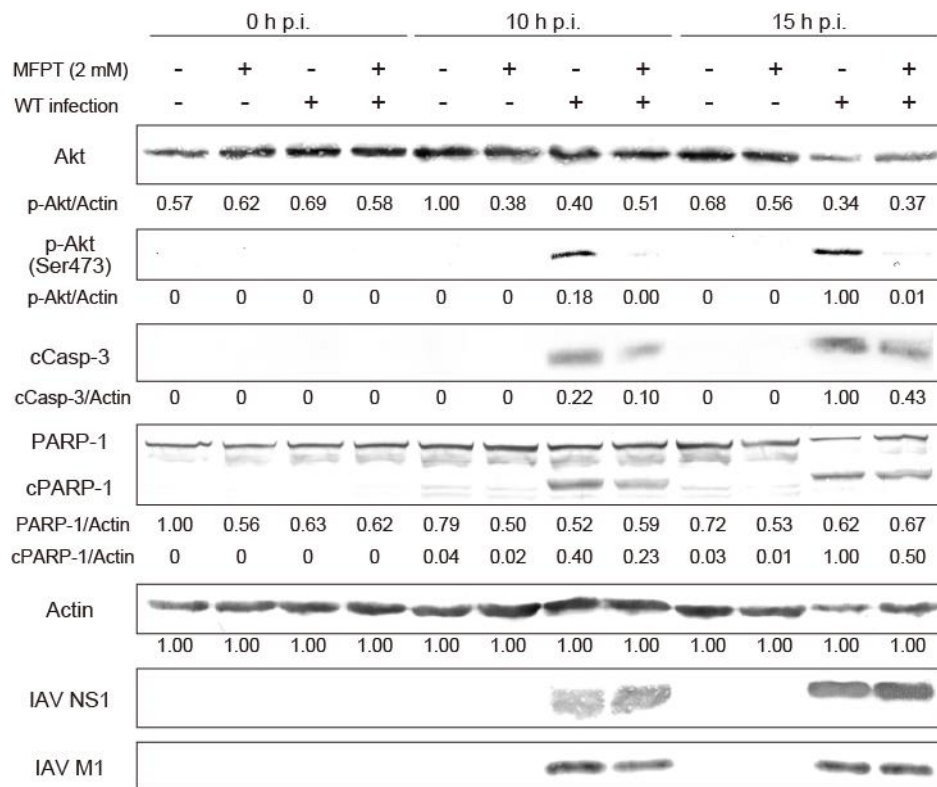 0 h p.i. 10 h p.i. 15 h p.i.
MFPT (2 mM) - + - + - + - + - + - +
WT infection - - + + - - + + - - + +
Akt
p-Akt/Actin 0.57 0.62 0.69 0.58 1.00 0.38 0.40 0.51 0.68 0.56 0.34 0.37
p-Akt
(Ser473)
p-Akt/Actin 0 0 0 0 0 0 0.18 0.00 0 0 1.00 0.01
cCasp-3
cCasp-3/Actin 0 0 0 0 0 0 0.22 0.10 0 0 1.00 0.43
PARP-1
cPARP-1
PARP-1/Actin 1.00 0.56 0.63 0.62 0.79 0.50 0.52 0.59 0.72 0.53 0.62 0.67
cPARP-1/Actin 0 0 0 0 0.04 0.02 0.40 0.23 0.03 0.01 1.00 0.50
Actin
1.00 1.00 1.00 1.00 1.00 1.00 1.00 1.00 1.00 1.00 1.00 1.00
IAV NS1
IAV M1